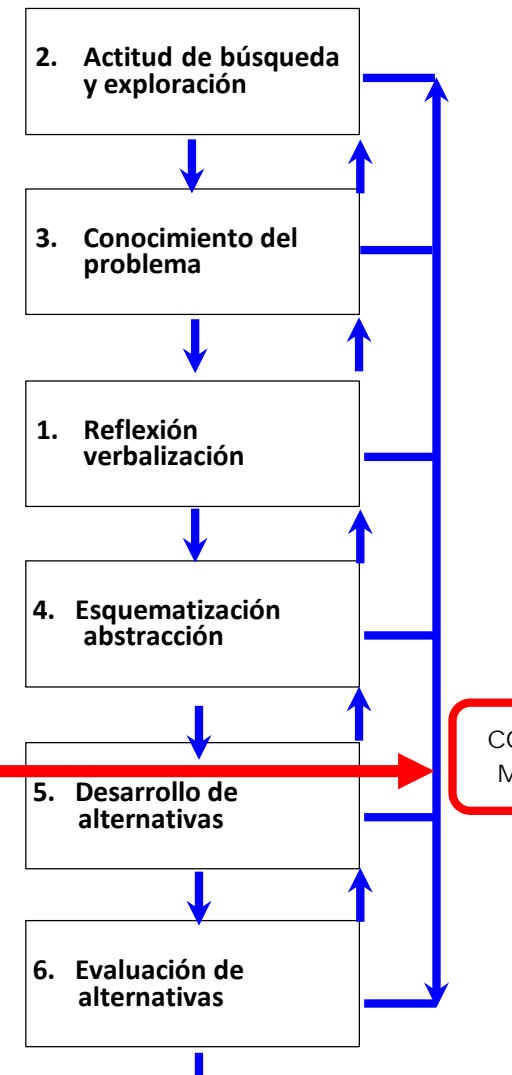 2. Actitud de búsqueda
y exploración
3. Conocimiento del
problema
1. Reflexión
verbalización
4. Esquematización
abstracción
5. Desarrollo de
alternativas
6. Evaluación de
alternativas